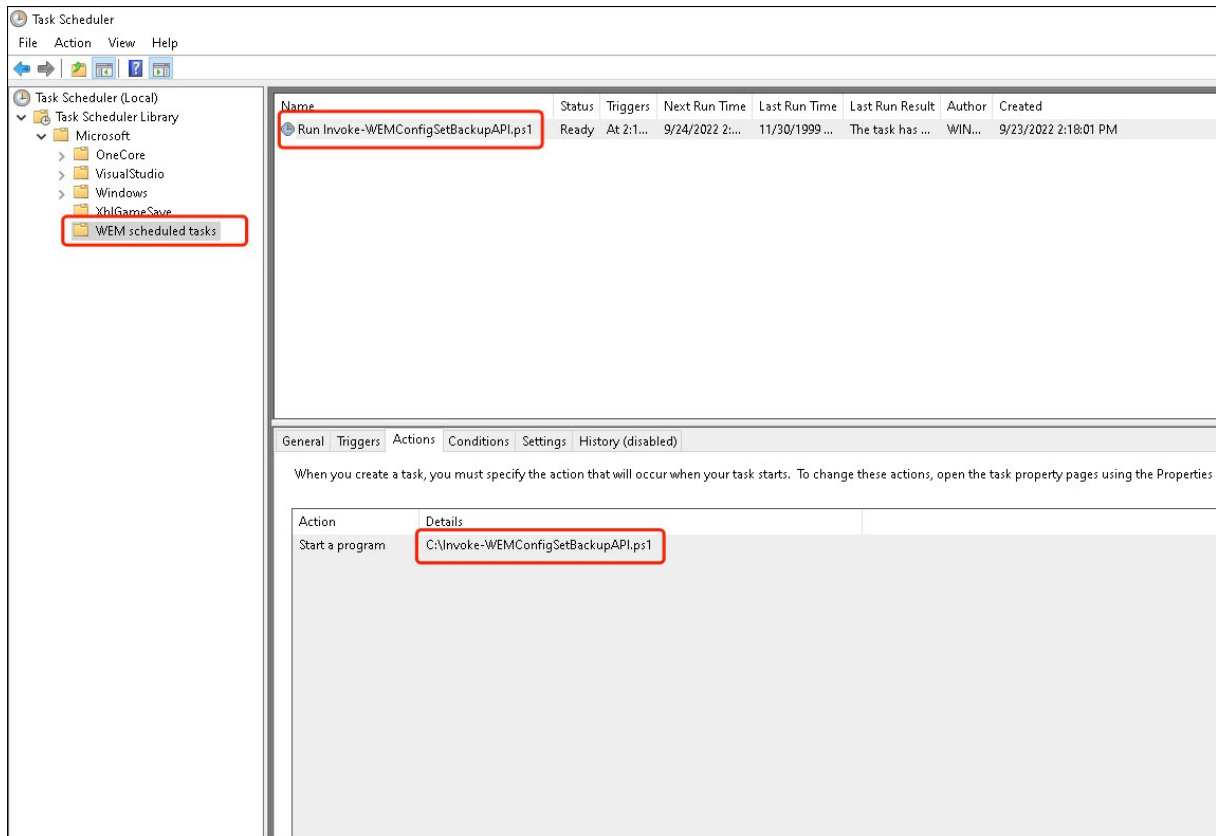 Task Scheduler
File Action View Help
Task Scheduler (Local)
Task Scheduler Library
Microsoft
OneCore
VisualStudio
Windows
XblGameSave
WEM scheduled tasks
Name Status Triggers Next Run Time Last Run Time Last Run Result Author Created
Run Invoke-WEMConfigSetBackupAPI.ps1 Ready At 2:1... 9/24/2022 2:... 11/30/1999 ... The task has ... WIN... 9/23/2022 2:18:01 PM
General Triggers Actions Conditions Settings History (disabled)
When you create a task, you must specify the action that will occur when your task starts. To change these actions, open the task property pages using the Properties
Action Details
Start a program C:\Invoke-WEMConfigSetBackupAPI.ps1